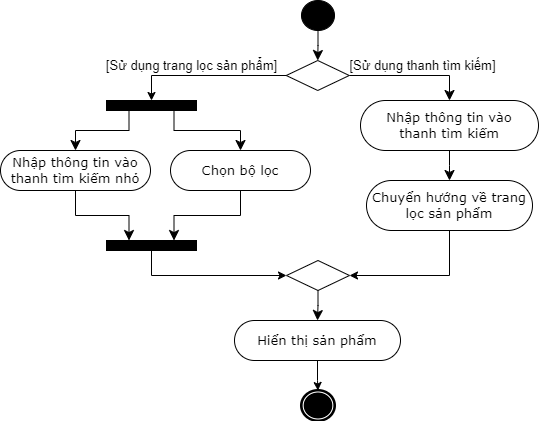 [Sử dụng trang lọc sản phẩm]
[Sử dụng thanh tìm kiếm]
Nhập thông tin vào
thanh tìm kiếm
Nhập thông tin vào
thanh tìm kiếm nhỏ
Chọn bộ lọc
Chuyển hướng về trang
lọc sản phẩm
Hiển thị sản phẩm